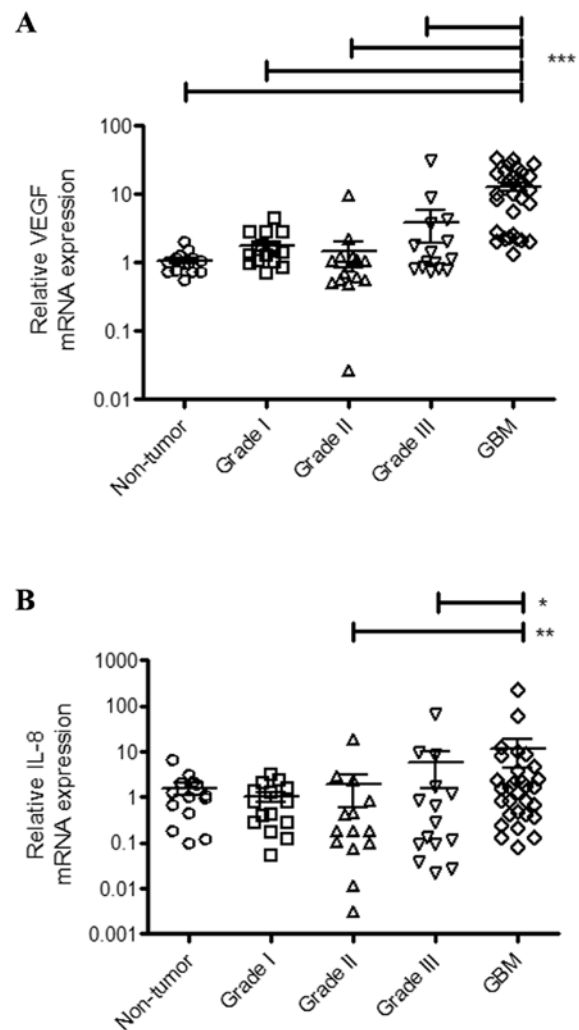 A
***
Relative VEGF
mRNA expression
100
10
1
0.1
0.01
Non-tumor
Grade I
Grade II
Grade III
GBM
B
*
**
Relative IL-8
mRNA expression
1000
100
10
1
0.1
0.01
0.001
Non-tumor
Grade I
Grade II
Grade III
GBM